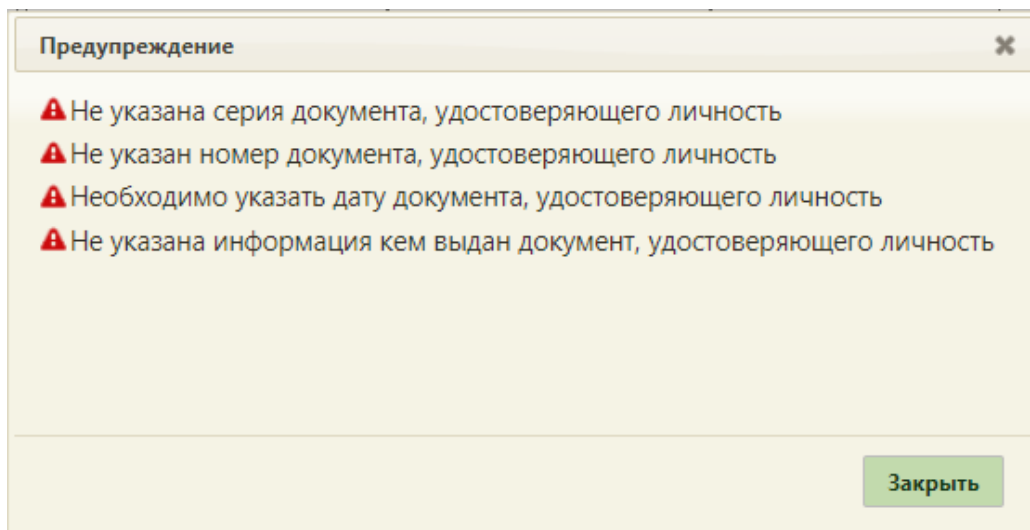 Предупреждение
Не указана серия документа, удостоверяющего личность
Не указан номер документа, удостоверяющего личность
Необходимо указать дату документа, удостоверяющего личность
Не указана информация кем выдан документ, удостоверяющего личность
Закрыть